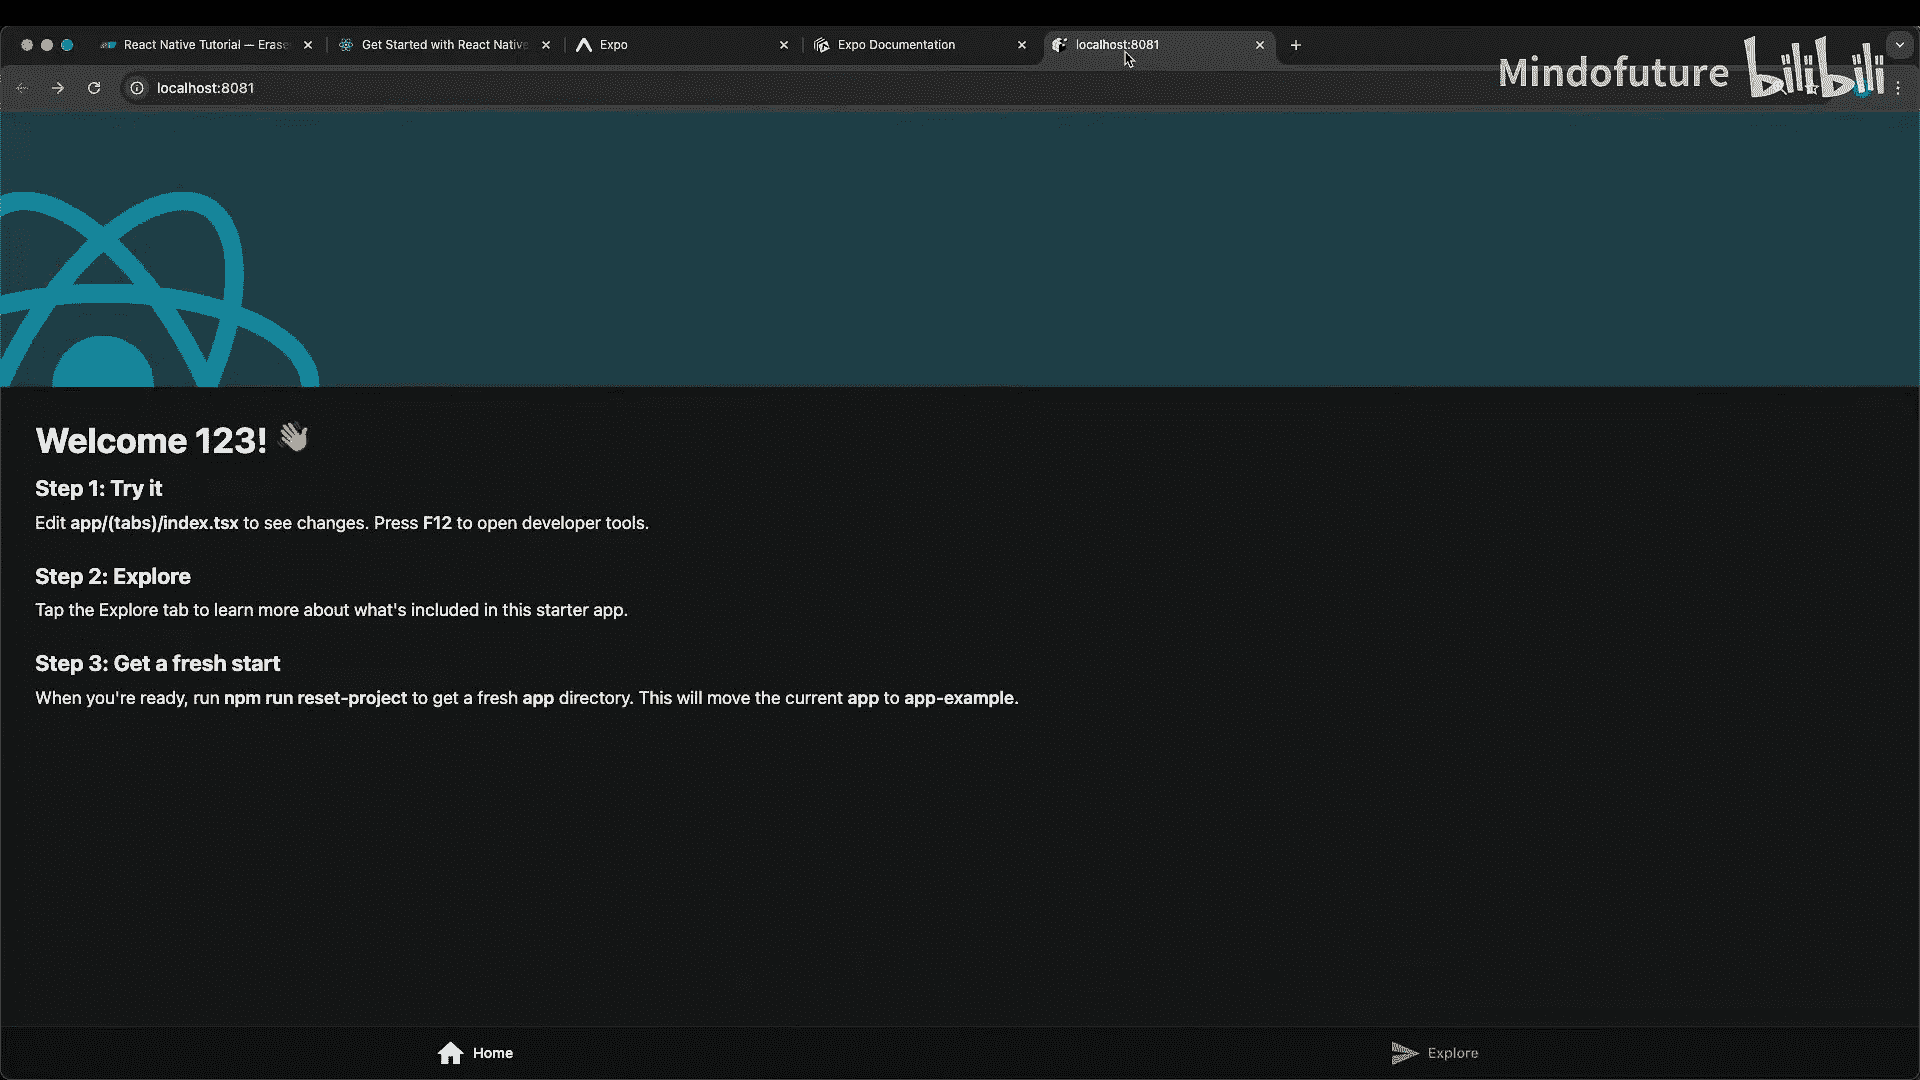 React Native Tutorial — Erase
Get Started with React Native
Expo
Expo Documentation
localhost:8081
localhost:8081
Mindofuture bilibili
Welcome 123! 👋
Step 1: Try it
Edit app/(tabs)/index.tsx to see changes. Press F12 to open developer tools.
Step 2: Explore
Tap the Explore tab to learn more about what's included in this starter app.
Step 3: Get a fresh start
When you're ready, run npm run reset-project to get a fresh app directory. This will move the current app to app-example.
Home
Explore